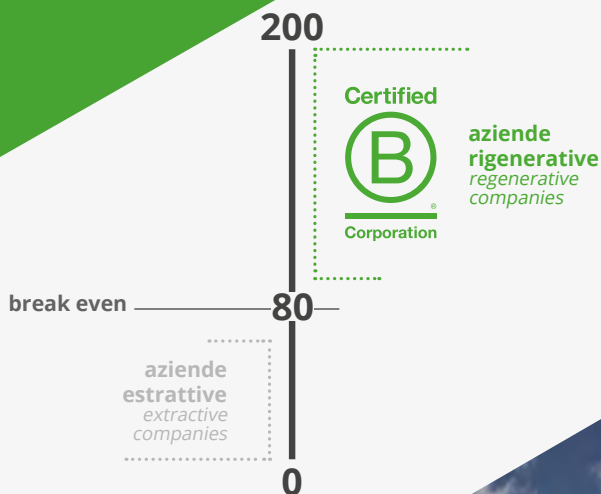 200
Certified
B
®
Corporation
aziende
rigenerative
regenerative
companies
break even
80
aziende
estrattive
extractive
companies
0